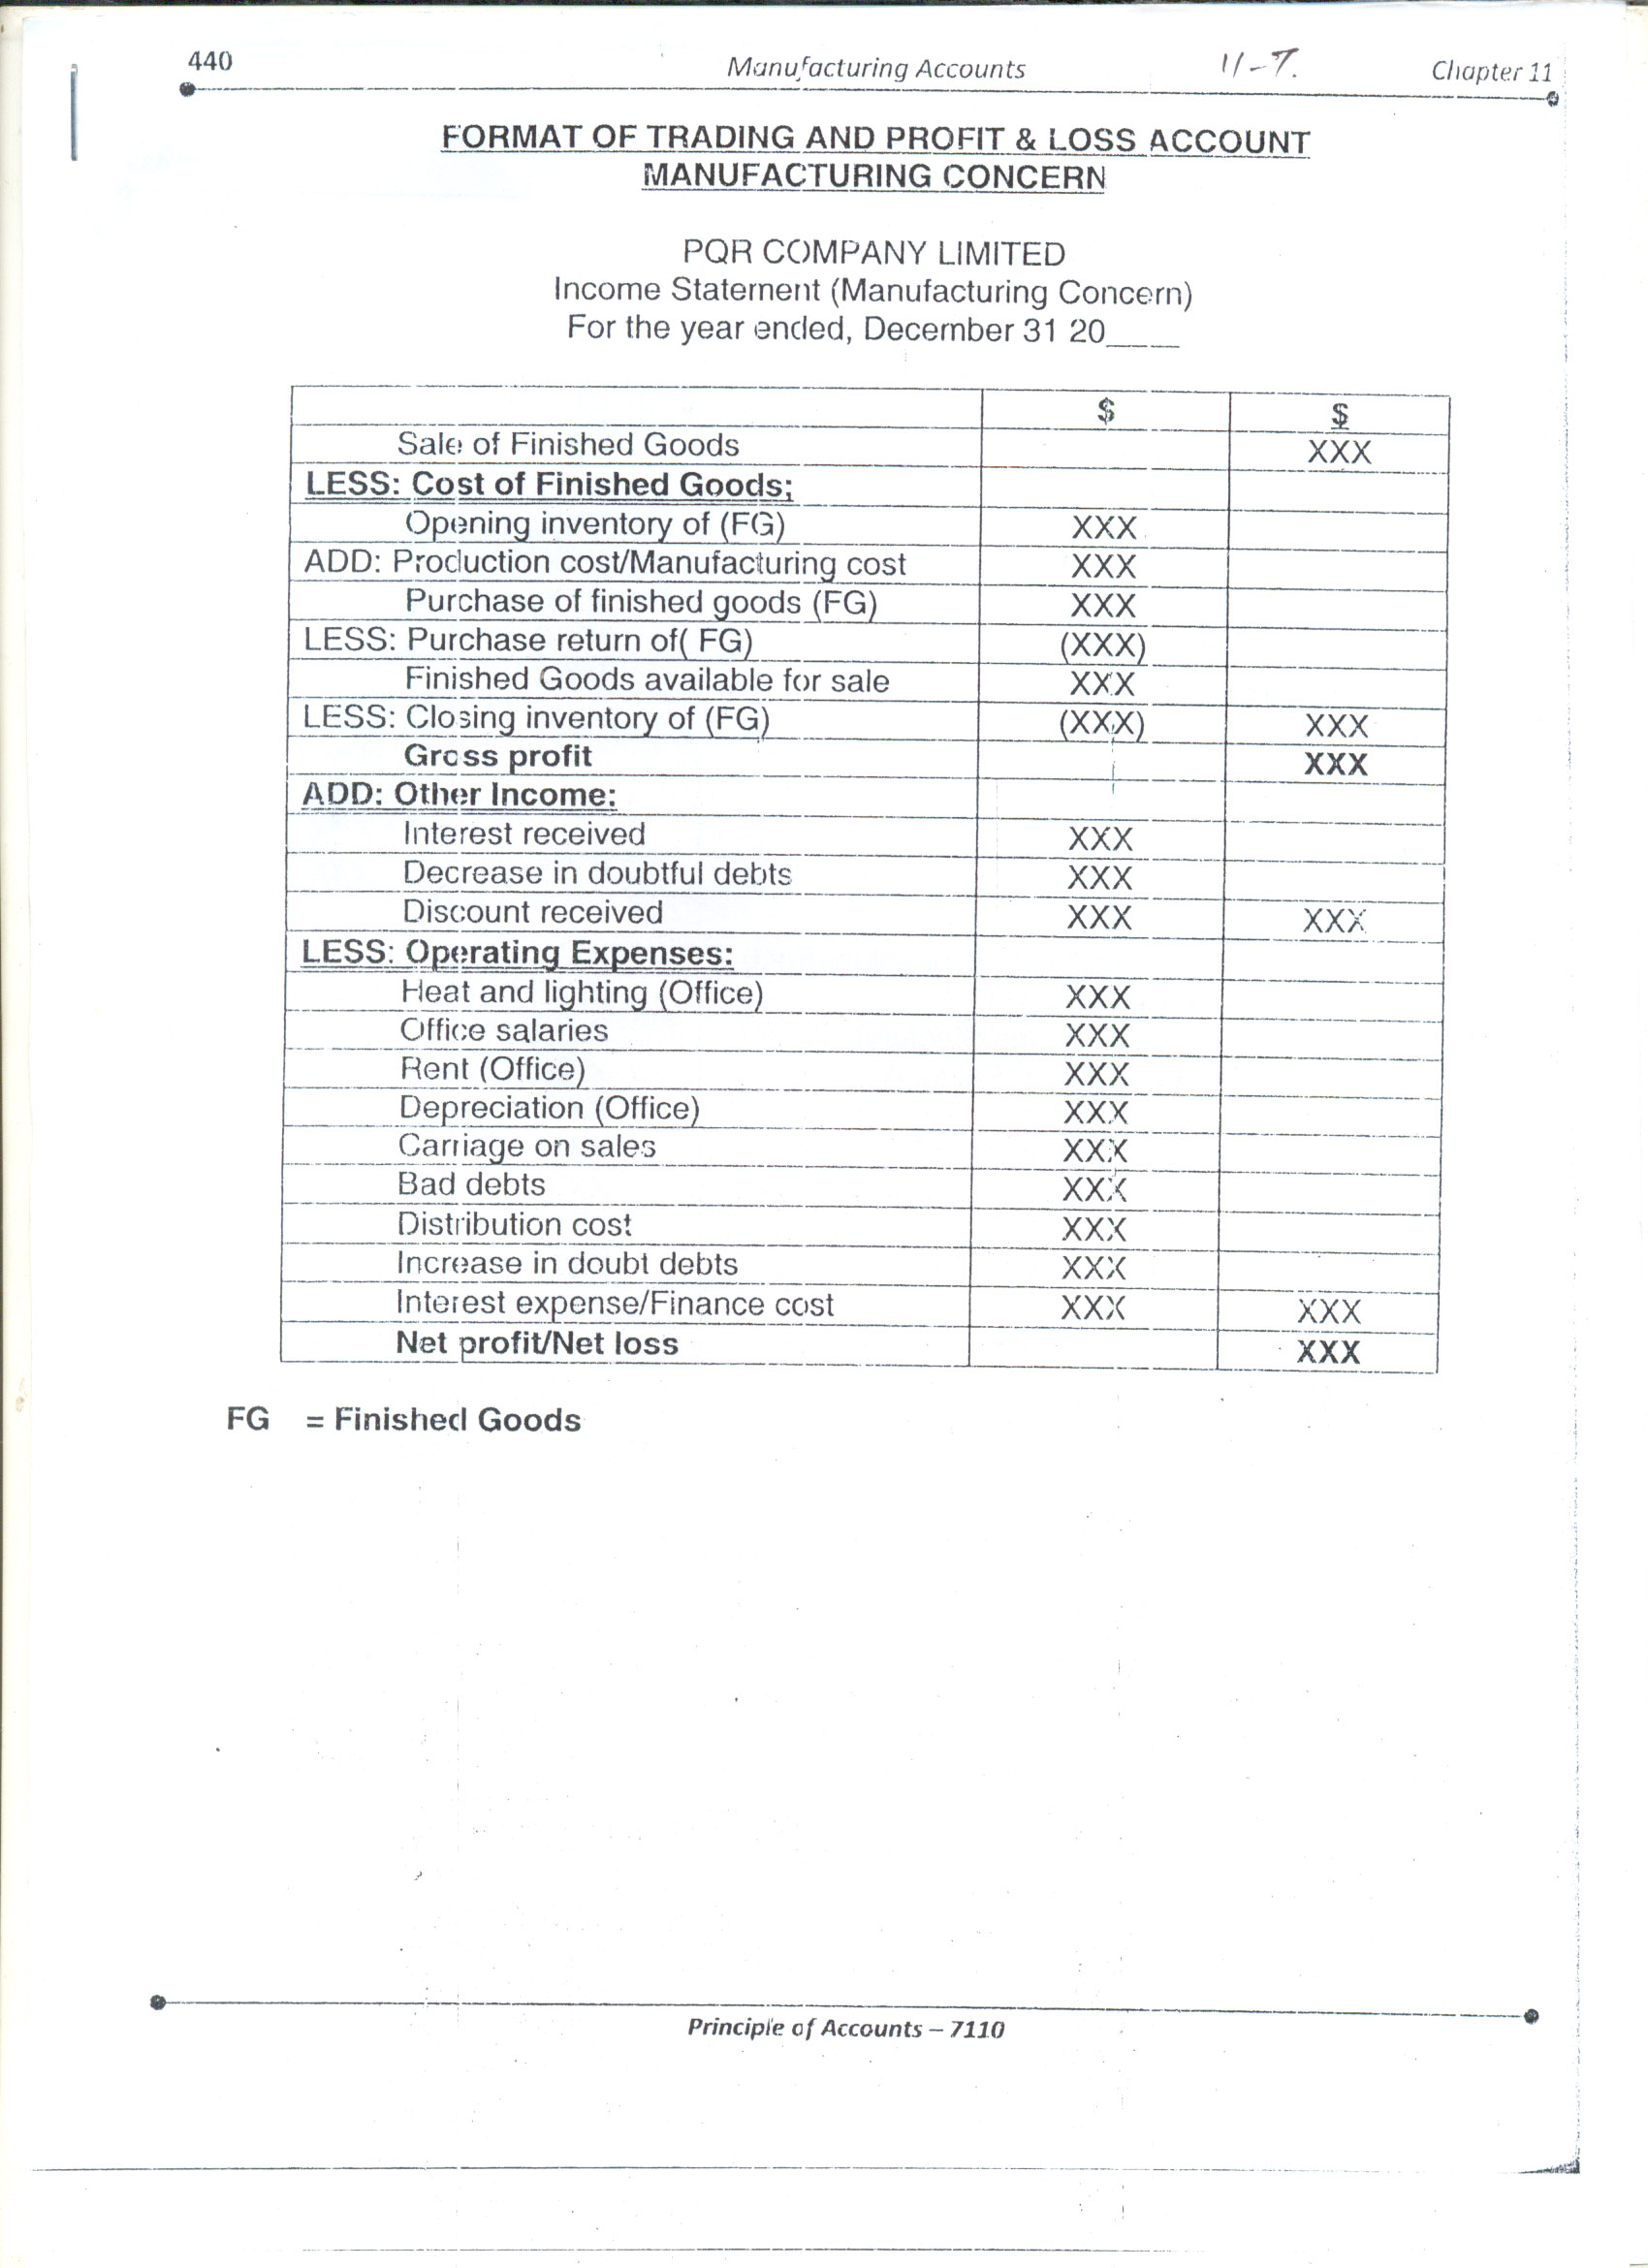 440 Manufacturing Accounts 11-7. Chapter 11
FORMAT OF TRADING AND PROFIT & LOSS ACCOUNT
MANUFACTURING CONCERN
PQR COMPANY LIMITED
Income Statement (Manufacturing Concern)
For the year ended, December 31 20____
$ $
Sale of Finished Goods XXX
LESS: Cost of Finished Goods;
Opening inventory of (FG) XXX
ADD: Production cost/Manufacturing cost XXX
Purchase of finished goods (FG) XXX
LESS: Purchase return of( FG) (XXX)
Finished Goods available for sale XXX
LESS: Closing inventory of (FG) (XXX) XXX
Gross profit XXX
ADD: Other Income:
Interest received XXX
Decrease in doubtful debts XXX
Discount received XXX XXX
LESS: Operating Expenses:
Heat and lighting (Office) XXX
Office salaries XXX
Rent (Office) XXX
Depreciation (Office) XXX
Carriage on sales XXX
Bad debts XXX
Distribution cost XXX
Increase in doubt debts XXX
Interest expense/Finance cost XXX XXX
Net profit/Net loss XXX
FG = Finished Goods
Principle of Accounts – 7110